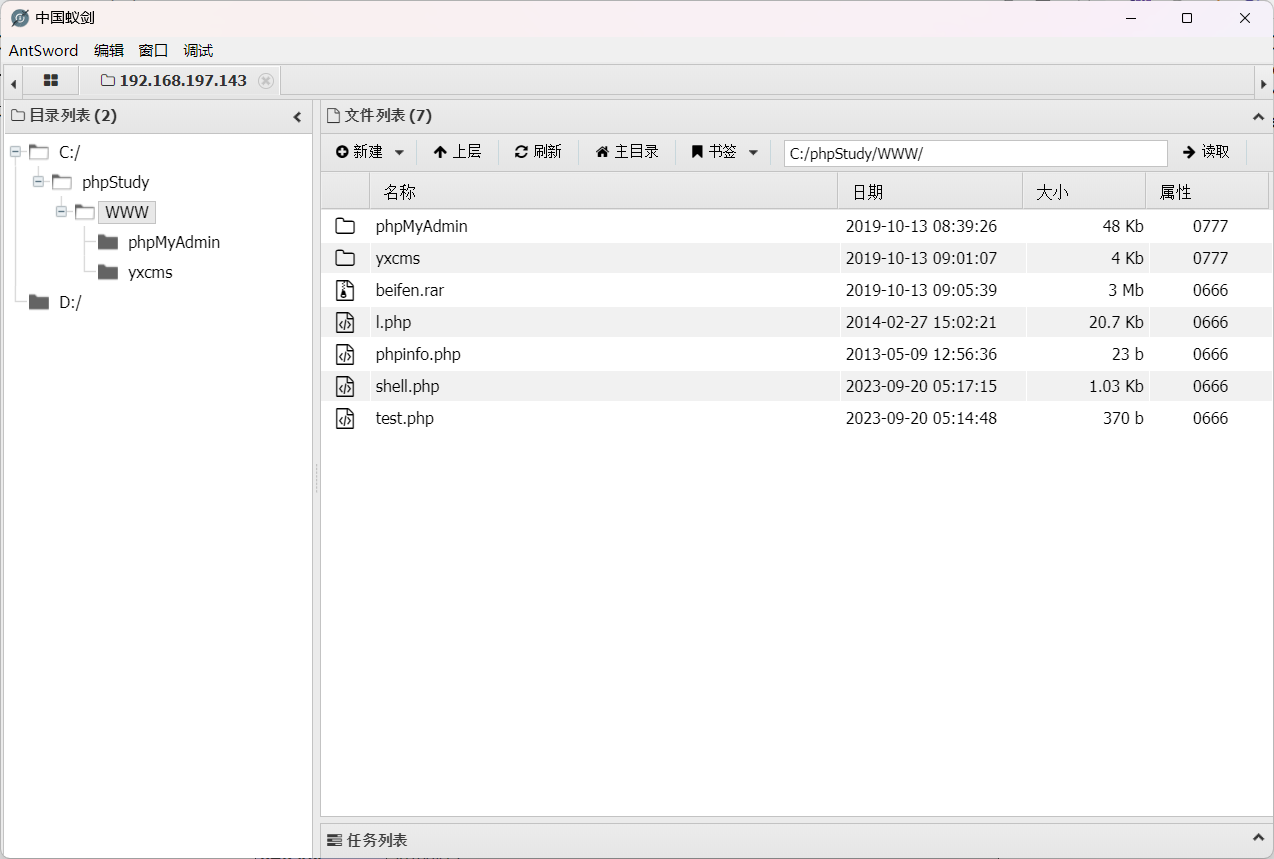 中国蚁剑
AntSword 编辑 窗口 调试
192.168.197.143
目录列表 (2)
C:/
phpStudy
WWW
phpMyAdmin
yxcms
D:/
文件列表 (7)
新建 上层 刷新 主目录 书签 C:/phpStudy/WWW/ 读取
名称 日期 大小 属性
phpMyAdmin 2019-10-13 08:39:26 48 Kb 0777
yxcms 2019-10-13 09:01:07 4 Kb 0777
beifen.rar 2019-10-13 09:05:39 3 Mb 0666
l.php 2014-02-27 15:02:21 20.7 Kb 0666
phpinfo.php 2013-05-09 12:56:36 23 b 0666
shell.php 2023-09-20 05:17:15 1.03 Kb 0666
test.php 2023-09-20 05:14:48 370 b 0666
任务列表